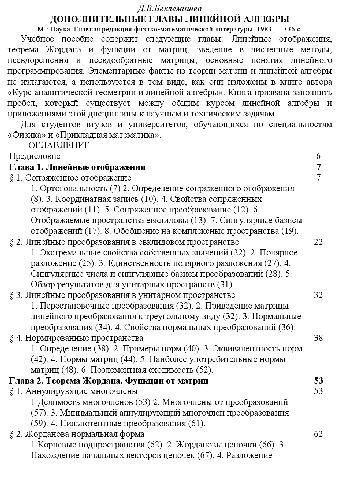 Д.В.Беклемишев
ДОПОЛНИТЕЛЬНЫЕ ГЛАВЫ ЛИНЕЙНОЙ АЛГЕБРЫ
М.: Наука. Главная редакция физико-математической литературы, 1983
Учебное пособие содержит следующие главы: Линейные отображения,
теорема Жордана и функции от матриц, введение в численные методы,
псевдорешения и псевдообратные матрицы, основные понятия линейного
программирования. Элементарные факты из теории матриц и линейной алгебры
не излагаются, а используются в том виде, как они изложены в книге автора
«Курс аналитической геометрии и линейной алгебры». Книга призвана заполнить
пробел, который существует между общим курсом линейной алгебры и
приложениями этой дисциплины к научным и техническим задачам.
Для студентов втузов и университетов, обучающихся по специальностям
«Физика» и «Прикладная математика».
ОГЛАВЛЕНИЕ
Предисловие 6
Глава 1. Линейные отображения 7
§ 1. Сопряженное отображение 7
1. Ортогональность (7) 2. Определение сопряженного отображения
(8). 3. Координатная запись (10). 4. Свойства сопряженных
отображений (11). 5. Сопряженное преобразование (12). 6.
Отображение пространства евклидовы (13). 7. Сингулярные базисы
отображений (17). 8. Обобщение на комплексные пространства (19).
§ 2. Линейные преобразования в евклидовом пространстве 22
1. Экстремальные свойства собственных значений (22). 2. Полярное
разложение (25). 3. Единственность полярного разложения (27). 4.
Сингулярные числа и сингулярные базисы преобразований (28). 5.
Обзор результатов для унитарных пространств (31).
§ 3. Линейные преобразования в унитарном пространстве 32
1. Перестановочные преобразования (32). 2. Приведение матрицы
линейного преобразования к треугольному виду (32). 3. Нормальные
преобразования (34). 4. Свойства нормальных преобразований (36).
§ 4. Нормированные пространства 38
1. Определение (38). 2. Примеры норм (40). 3. Эквивалентность норм
(42). 4. Нормы матриц (44). 5. Наиболее употребительные нормы
матриц (48). 6. Поэлементная сходимость (52).
Глава 2. Теорема Жордана. Функции от матриц 53
§ 1. Аннулирующие многочлены 53
1. Делимость многочленов (53). 2. Многочлены от преобразований
(57). 3. Минимальный аннулирующий многочлен преобразования
(59). 4. Нильпотентные преобразования (61).
§ 2. Жорданова нормальная форма 62
1. Корневые подпространства (62). 2. Жордановы цепочки (66). 3.
Нахождение начальных векторов цепочек (67). 4. Разложение